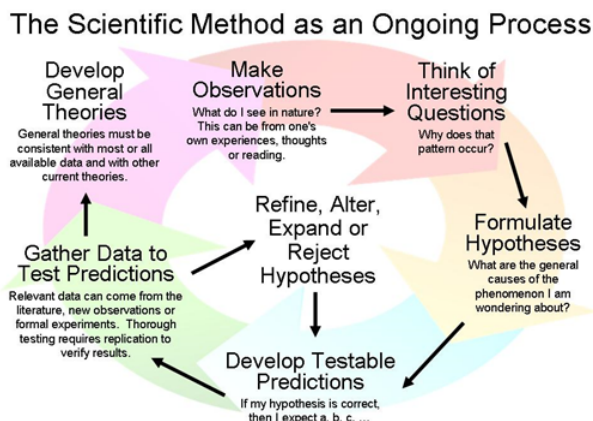 The Scientific Method as an Ongoing Process
Make
Observations
What do I see in nature?
This can be from one's
own experiences, thoughts
or reading.
Think of
Interesting
Questions
Why does that
pattern occur?
Formulate
Hypotheses
What are the general
causes of the
phenomenon I am
wondering about?
Develop Testable
Predictions
If my hypothesis is correct,
then I expect a, b, c, ...
Gather Data to
Test Predictions
Relevant data can come from the
literature, new observations or
formal experiments. Thorough
testing requires replication to
verify results.
Refine, Alter,
Expand or
Reject
Hypotheses
Develop
General
Theories
General theories must be
consistent with most or all
available data and with other
current theories.